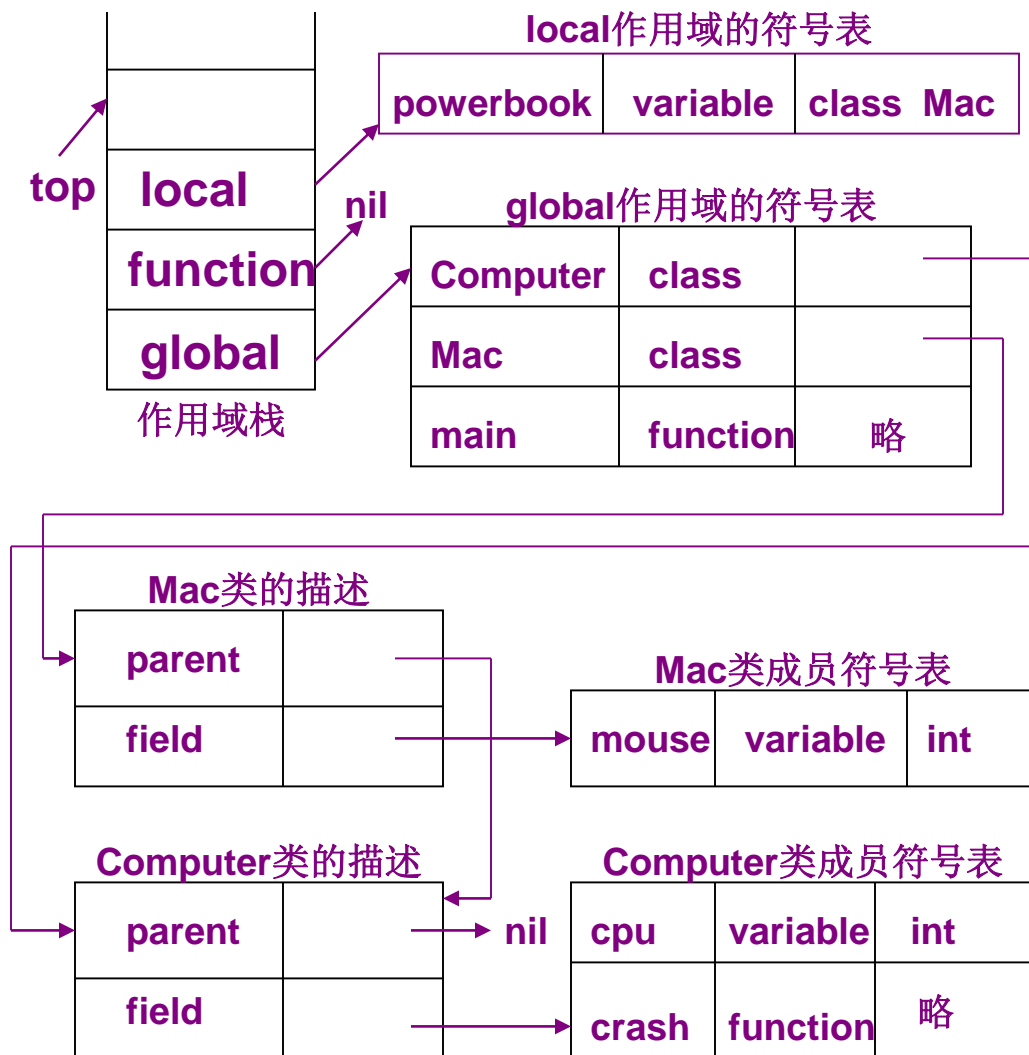 local作用域的符号表
powerbook variable class Mac
top
local
nil
function
global
作用域栈
global作用域的符号表
Computer class
Mac class
main function 略
Mac类的描述
parent
field
Mac类成员符号表
mouse variable int
Computer类的描述
parent
nil
field
Computer类成员符号表
cpu variable int
crash function 略